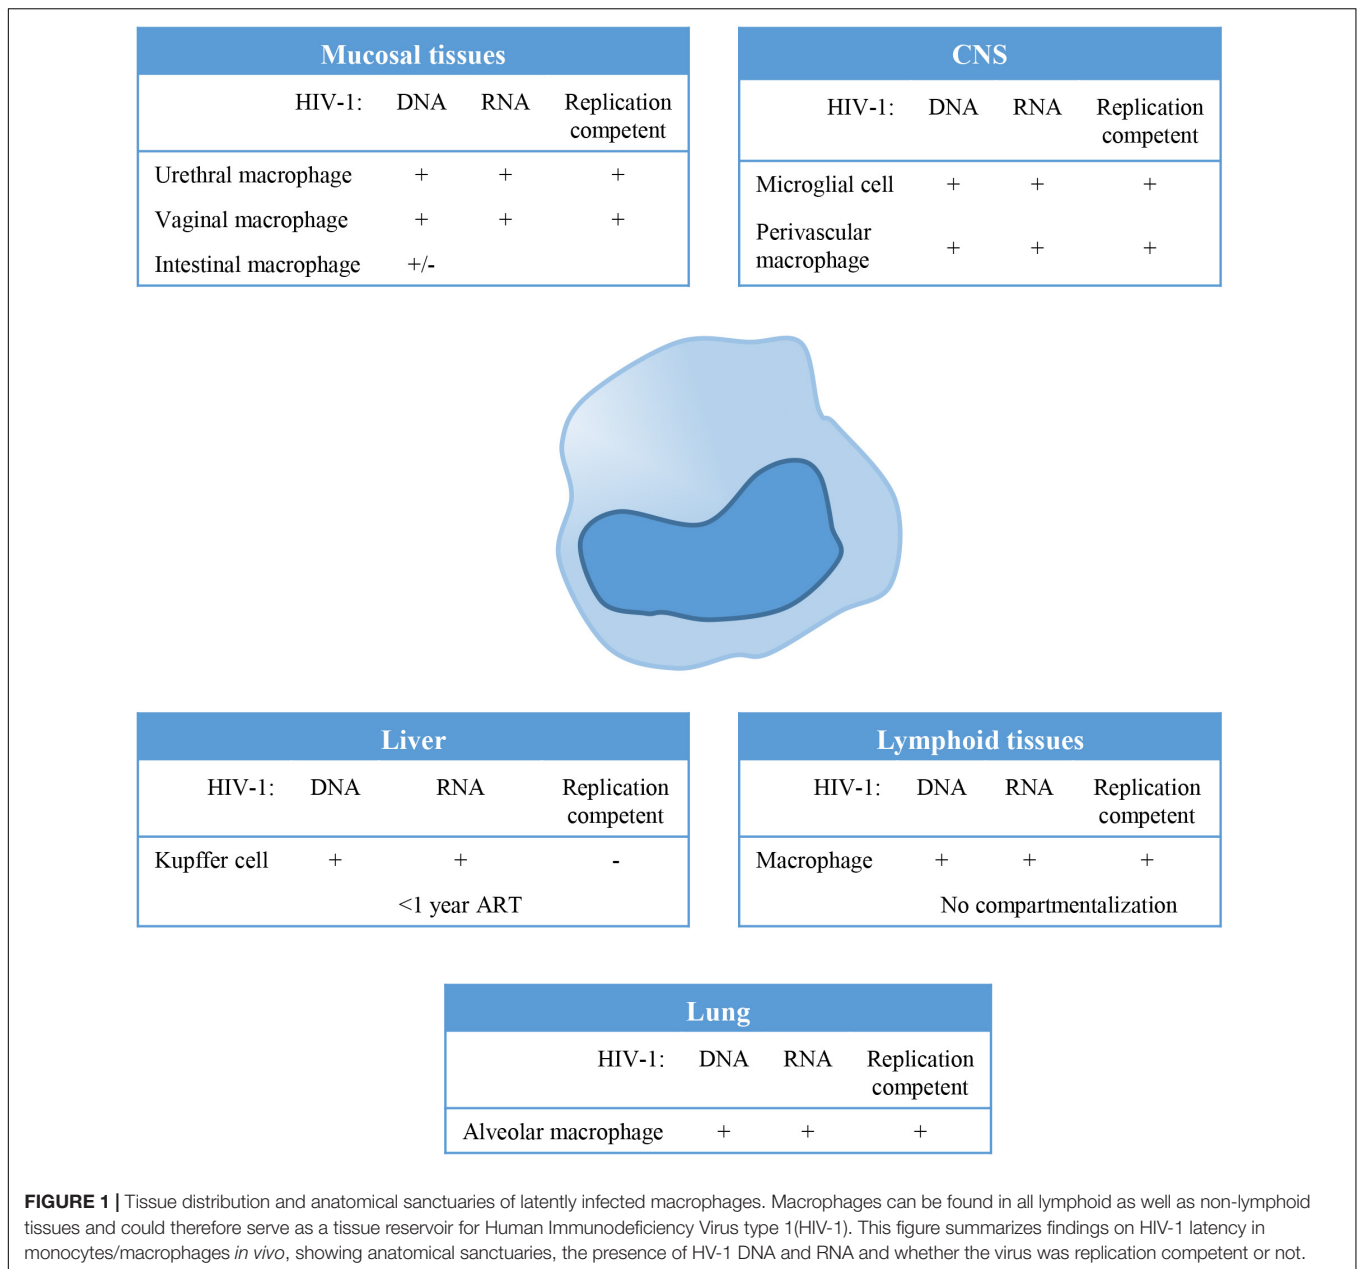 Mucosal tissues
HIV-1: DNA RNA Replication
competent
Urethral macrophage + + +
Vaginal macrophage + + +
Intestinal macrophage +/-
CNS
HIV-1: DNA RNA Replication
competent
Microglial cell + + +
Perivascular
macrophage + + +
Liver
HIV-1: DNA RNA Replication
competent
Kupffer cell + + -
<1 year ART
Lymphoid tissues
HIV-1: DNA RNA Replication
competent
Macrophage + + +
No compartmentalization
Lung
HIV-1: DNA RNA Replication
competent
Alveolar macrophage + + +
FIGURE 1 | Tissue distribution and anatomical sanctuaries of latently infected macrophages. Macrophages can be found in all lymphoid as well as non-lymphoid
tissues and could therefore serve as a tissue reservoir for Human Immunodeficiency Virus type 1(HIV-1). This figure summarizes findings on HIV-1 latency in
monocytes/macrophages in vivo, showing anatomical sanctuaries, the presence of HV-1 DNA and RNA and whether the virus was replication competent or not.